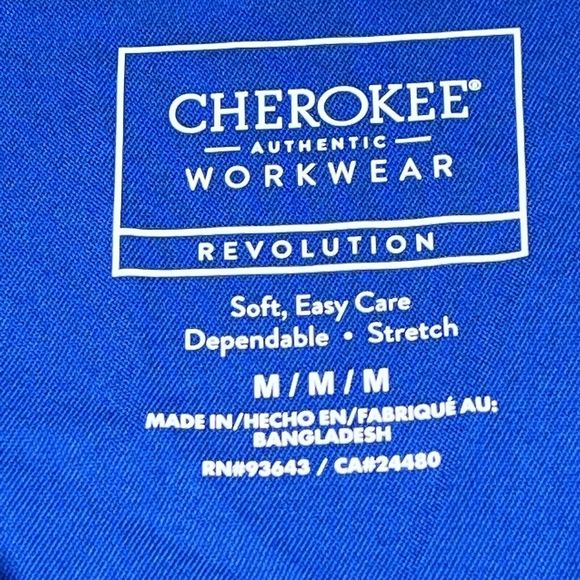 CHEROKEE®
AUTHENTIC
WORKWEAR
REVOLUTION
Soft, Easy Care
Dependable • Stretch
M / M / M
MADE IN/HECHO EN/FABRIQUÉ AU:
BANGLADESH
RN#93643 / CA#24480